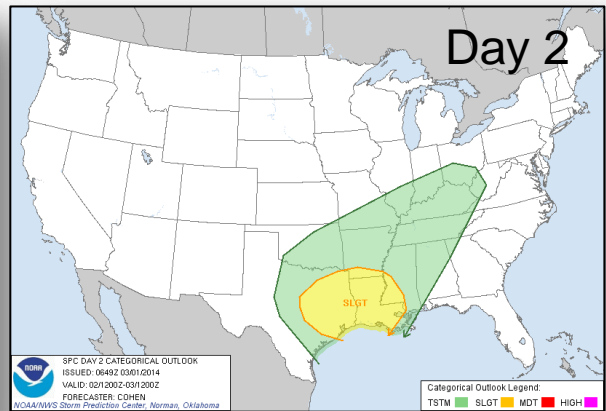 Day 2
SLGT
NOAA
SPC DAY 2 CATEGORICAL OUTLOOK
ISSUED: 0649Z 03/01/2014
VALID: 02/1200Z-03/1200Z
FORECASTER: COHEN
NOAA/NWS Storm Prediction Center, Norman, Oklahoma
Categorical Outlook Legend:
TSTM SLGT MDT HIGH